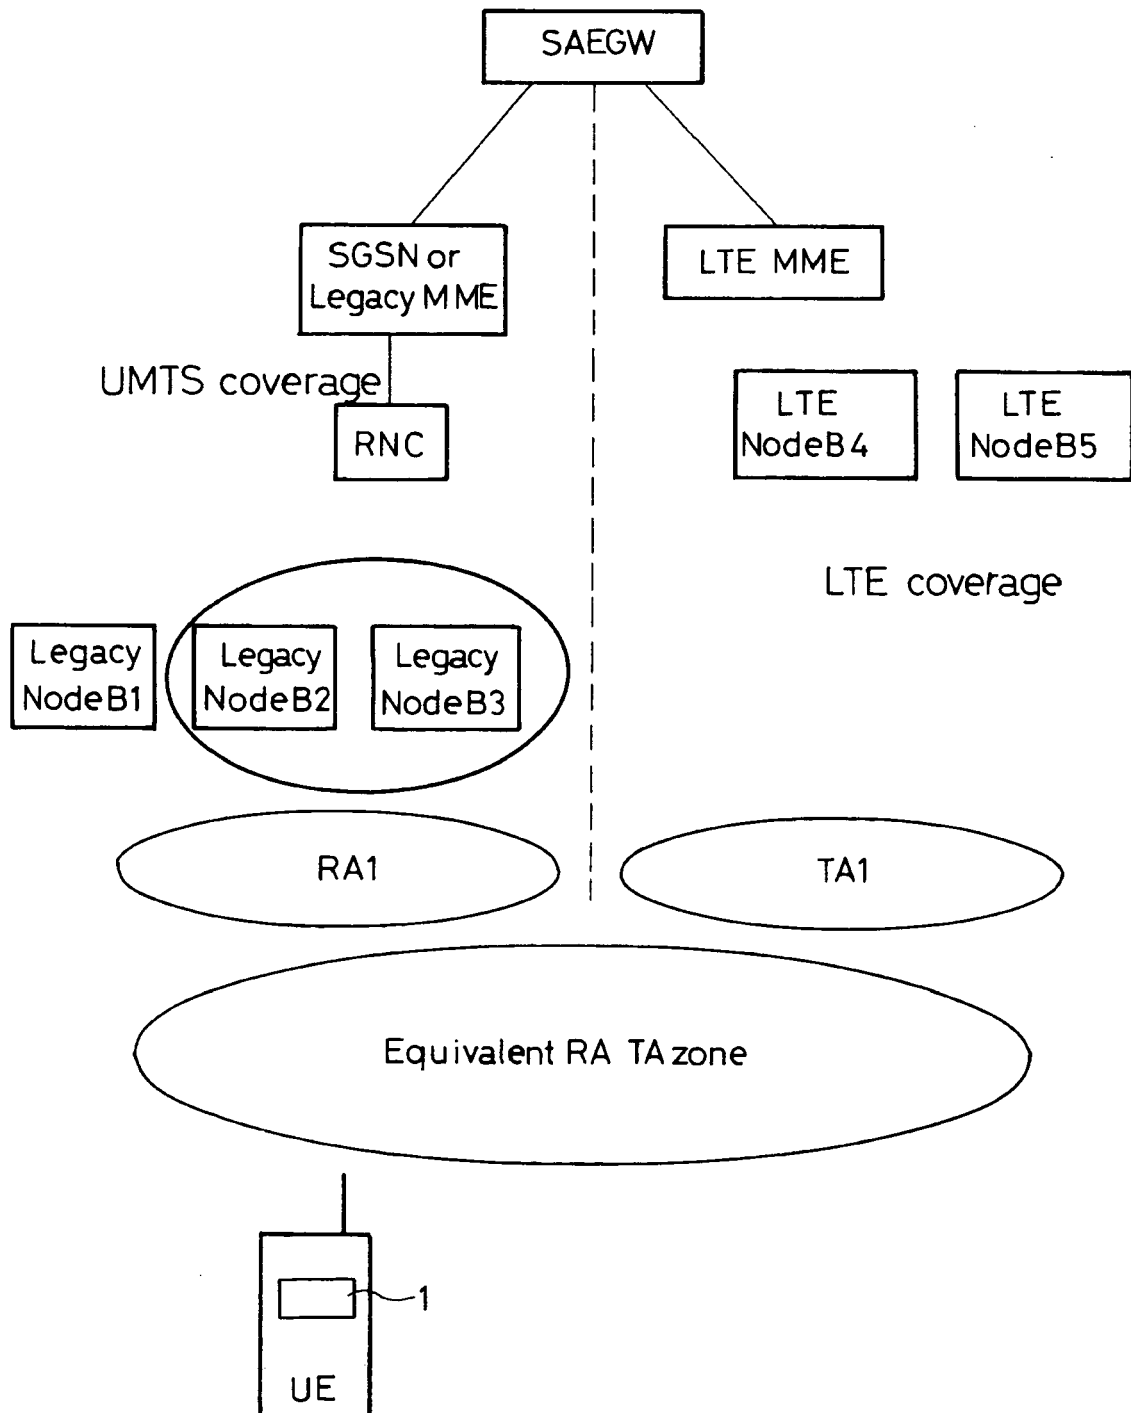 SAEGW
SGSN or
Legacy MME
LTE MME
UMTS coverage
RNC
LTE
NodeB4
LTE
NodeB5
LTE coverage
Legacy
NodeB1
Legacy
NodeB2
Legacy
NodeB3
RA1
TA1
Equivalent RA TA zone
1
UE